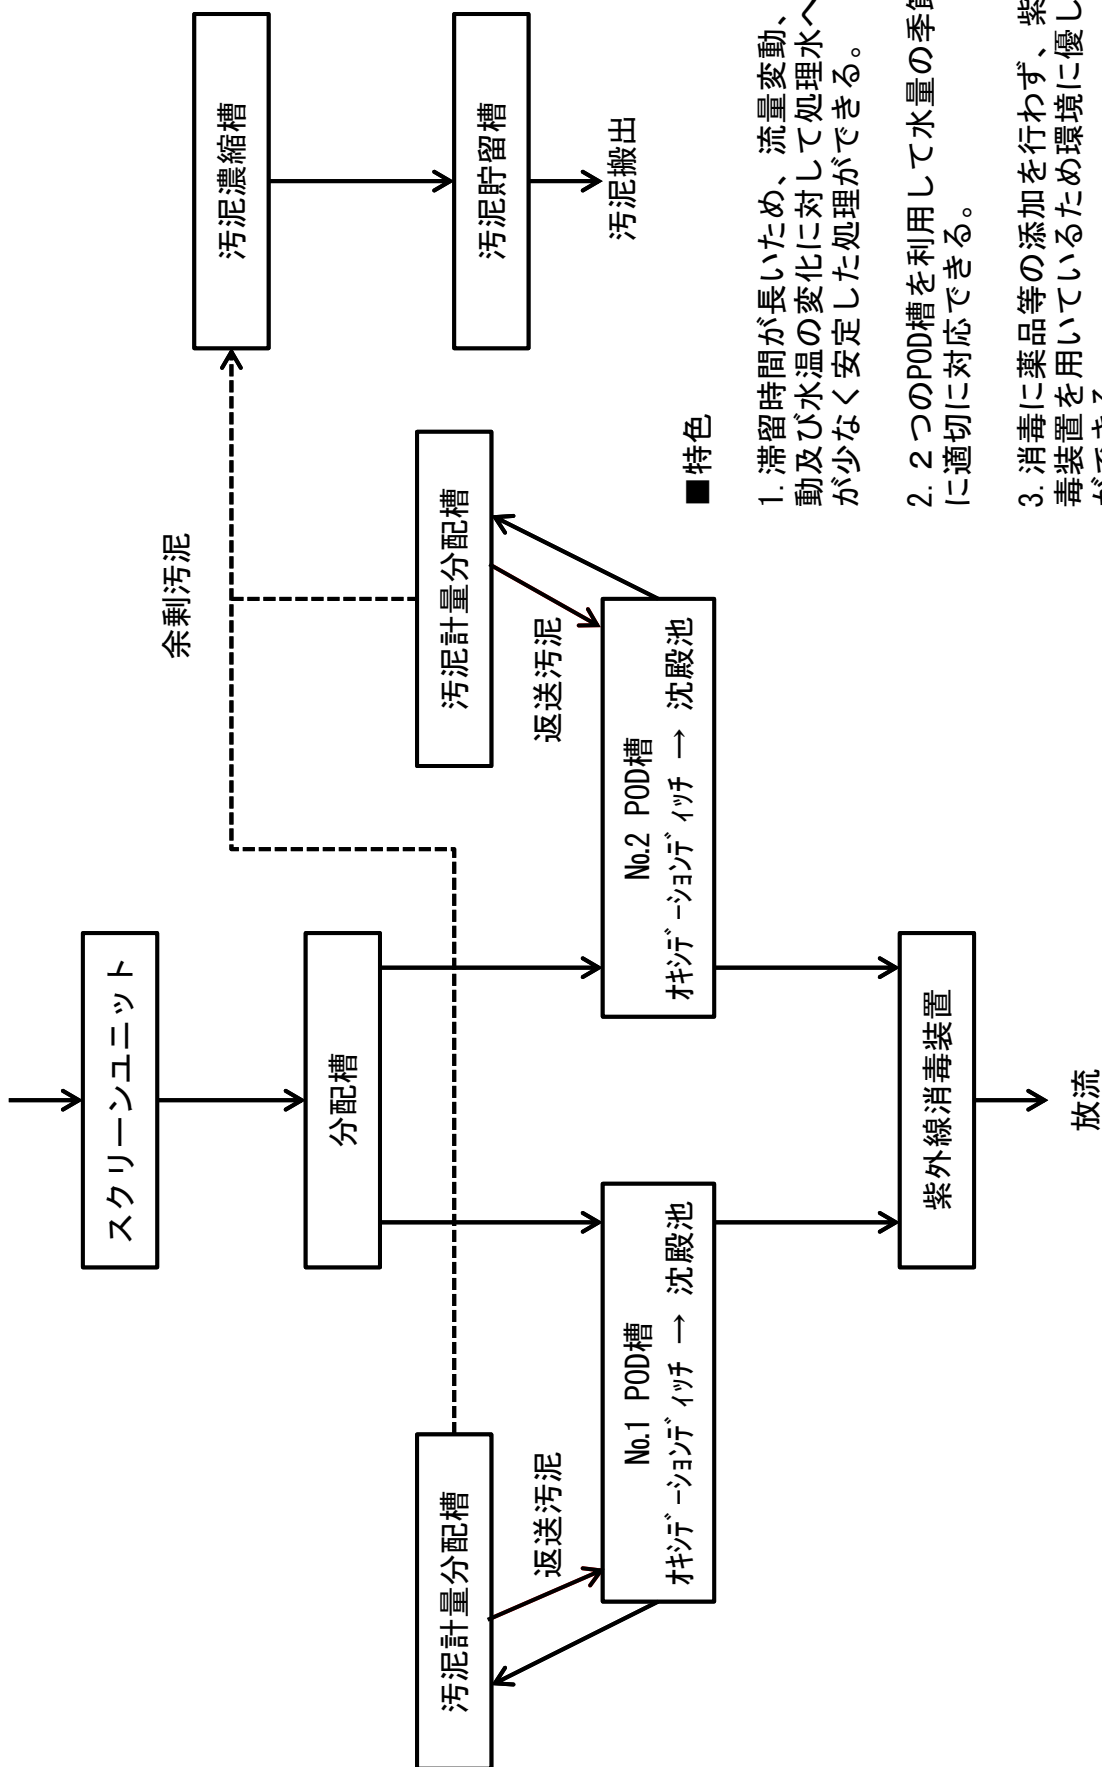 スクリーンユニット
分配槽
余剰汚泥
汚泥濃縮槽
汚泥貯留槽
汚泥搬出
汚泥計量分配槽
返送汚泥
No.1 POD槽
ｵｷｼﾃﾞｰｼｮﾝﾃﾞｨｯﾁ → 沈殿池
汚泥計量分配槽
返送汚泥
No.2 POD槽
ｵｷｼﾃﾞｰｼｮﾝﾃﾞｨｯﾁ → 沈殿池
紫外線消毒装置
放流
■特色
1.滞留時間が長いため、流量変動、
動及び水温の変化に対して処理水へ
が少なく安定した処理ができる。
2.２つのPOD槽を利用して水量の季節
に適切に対応できる。
3.消毒に薬品等の添加を行わず、紫
毒装置を用いているため環境に優し
ができる